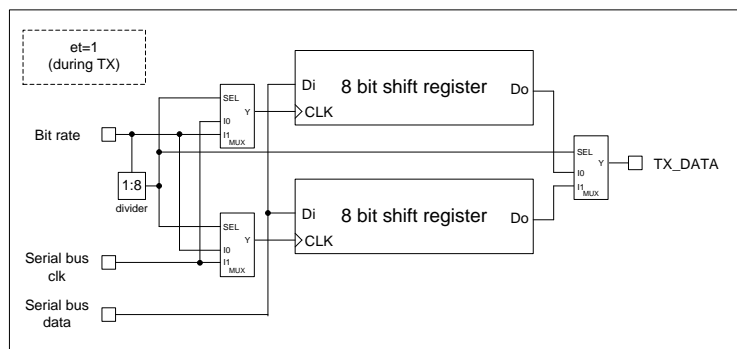 et=1
(during TX)
8 bit shift register
Di
Do
CLK
SEL
I0
I1
Y
MUX
Bit rate
1:8
divider
SEL
I0
I1
Y
MUX
TX_DATA
8 bit shift register
Di
Do
CLK
SEL
I0
I1
Y
MUX
Serial bus
clk
Serial bus
data